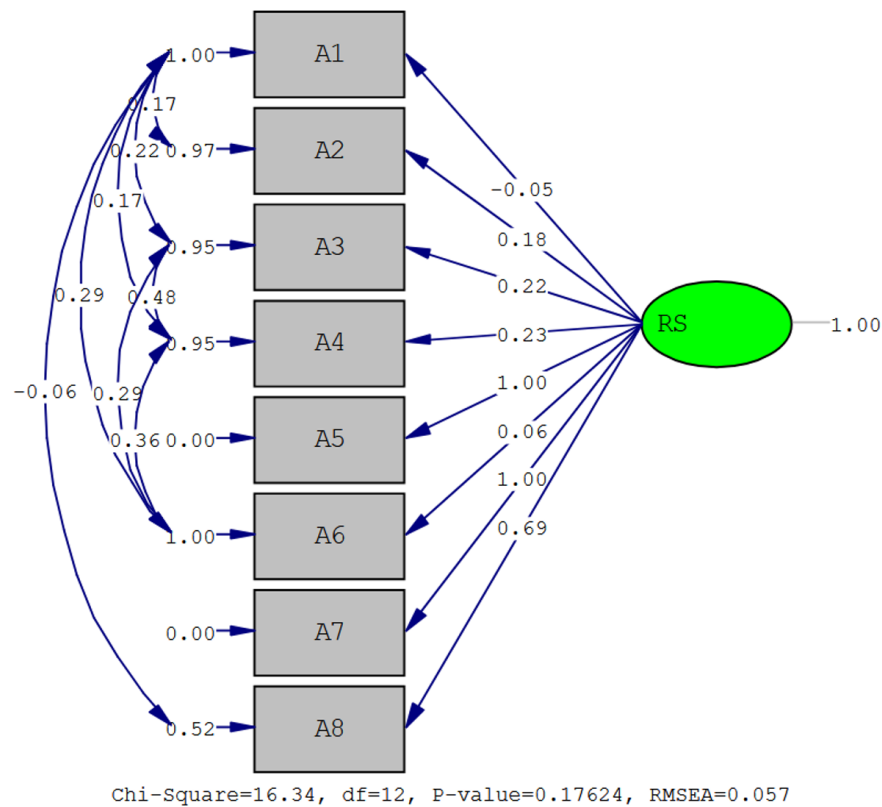 1.00 A1
0.17
0.22 0.97 A2
-0.05
0.17
0.18
0.95 A3
0.22
0.29 0.48
RS 1.00
0.23
0.95 A4
1.00
-0.06 0.29
0.06
0.36 0.00 A5
1.00
0.69
1.00 A6
0.00 A7
0.52 A8
Chi-Square=16.34, df=12, P-value=0.17624, RMSEA=0.057